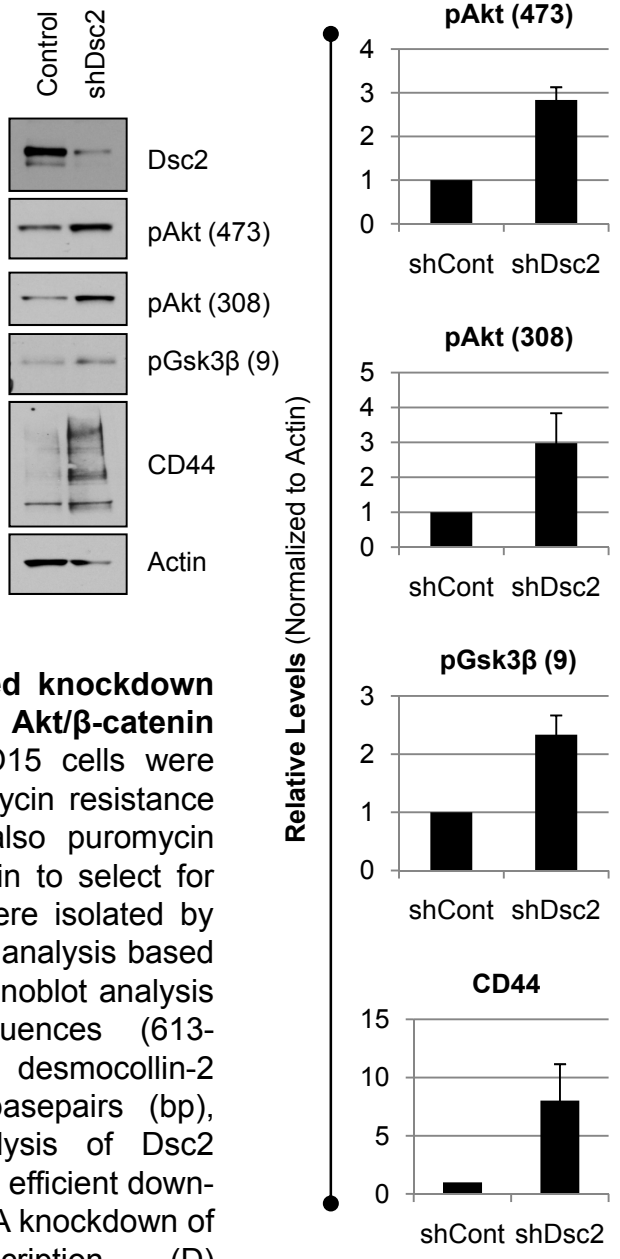 Control
shDsc2
Dsc2
pAkt (473)
pAkt (308)
pGsk3β (9)
CD44
Actin
ed knockdown
Akt/β-catenin
D15 cells were
ycin resistance
also puromycin
in to select for
ere isolated by
analysis based
noblot analysis
uences (613-
desmocollin-2
basepairs (bp),
lysis of Dsc2
efficient down-
A knockdown of
cription. (D)
Relative Levels (Normalized to Actin)
pAkt (473)
4
3
2
1
0
shCont shDsc2
pAkt (308)
5
4
3
2
1
0
shCont shDsc2
pGsk3β (9)
3
2
1
0
shCont shDsc2
CD44
15
10
5
0
shCont shDsc2